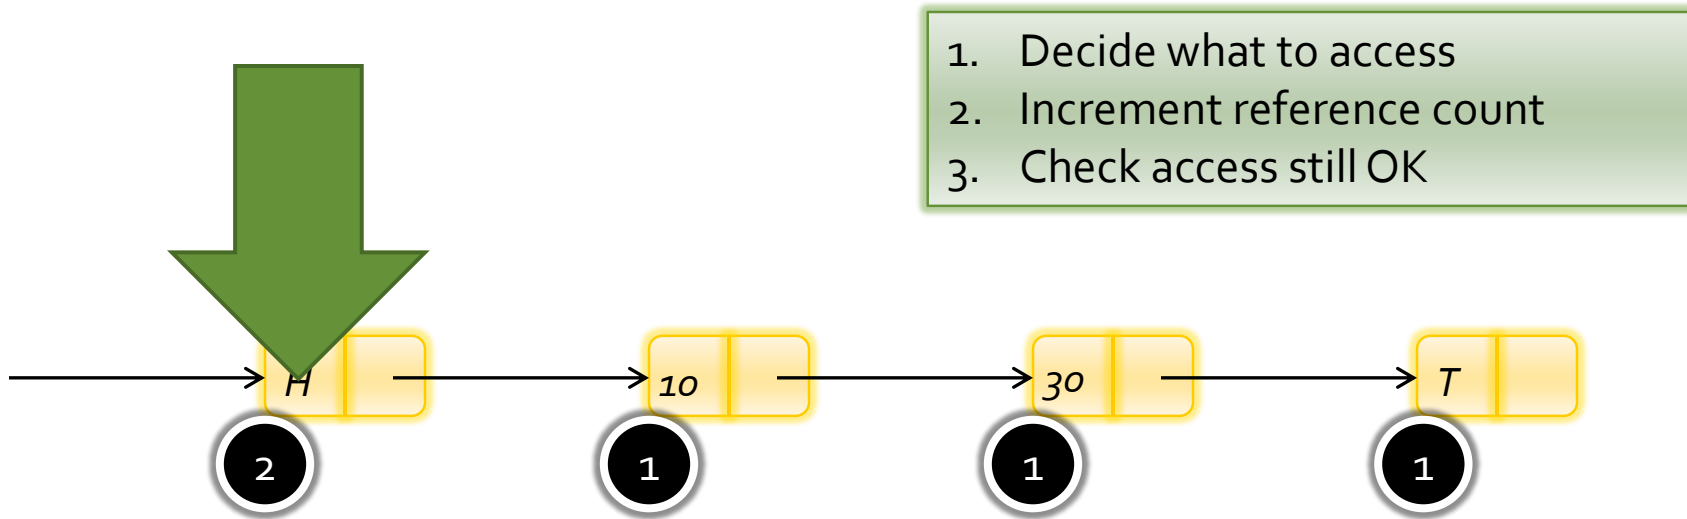 1. Decide what to access
2. Increment reference count
3. Check access still OK
H 10 30 T
2 1 1 1